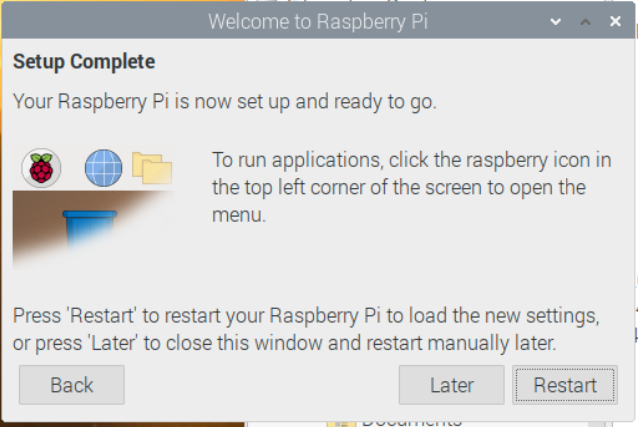 Welcome to Raspberry Pi
Setup Complete
Your Raspberry Pi is now set up and ready to go.
To run applications, click the raspberry icon in
the top left corner of the screen to open the
menu.
Press 'Restart' to restart your Raspberry Pi to load the new settings,
or press 'Later' to close this window and restart manually later.
Back
Later
Restart
Documents